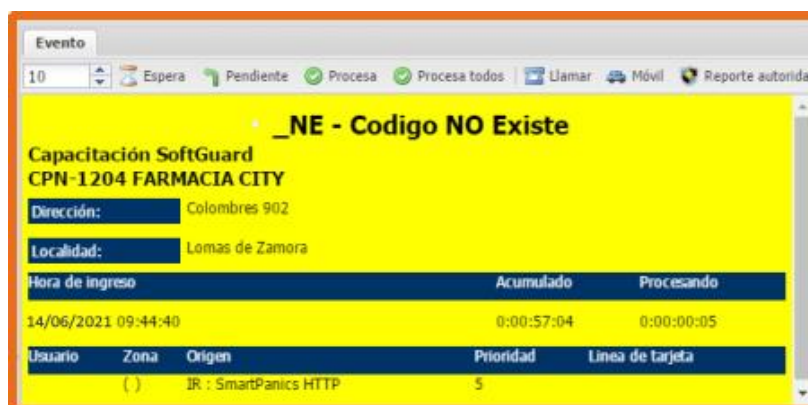 Evento
10 Espera Pendiente Procesa Procesa todos Llamar Móvil Reporte autorida
_NE - Codigo NO Existe
Capacitación SoftGuard
CPN-1204 FARMACIA CITY
Dirección: Colombres 902
Localidad: Lomas de Zamora
Hora de ingreso Acumulado Procesando
14/06/2021 09:44:40 0:00:57:04 0:00:00:05
Usuario Zona Origen Prioridad Linea de tarjeta
( ) IR : SmartPanics HTTP 5